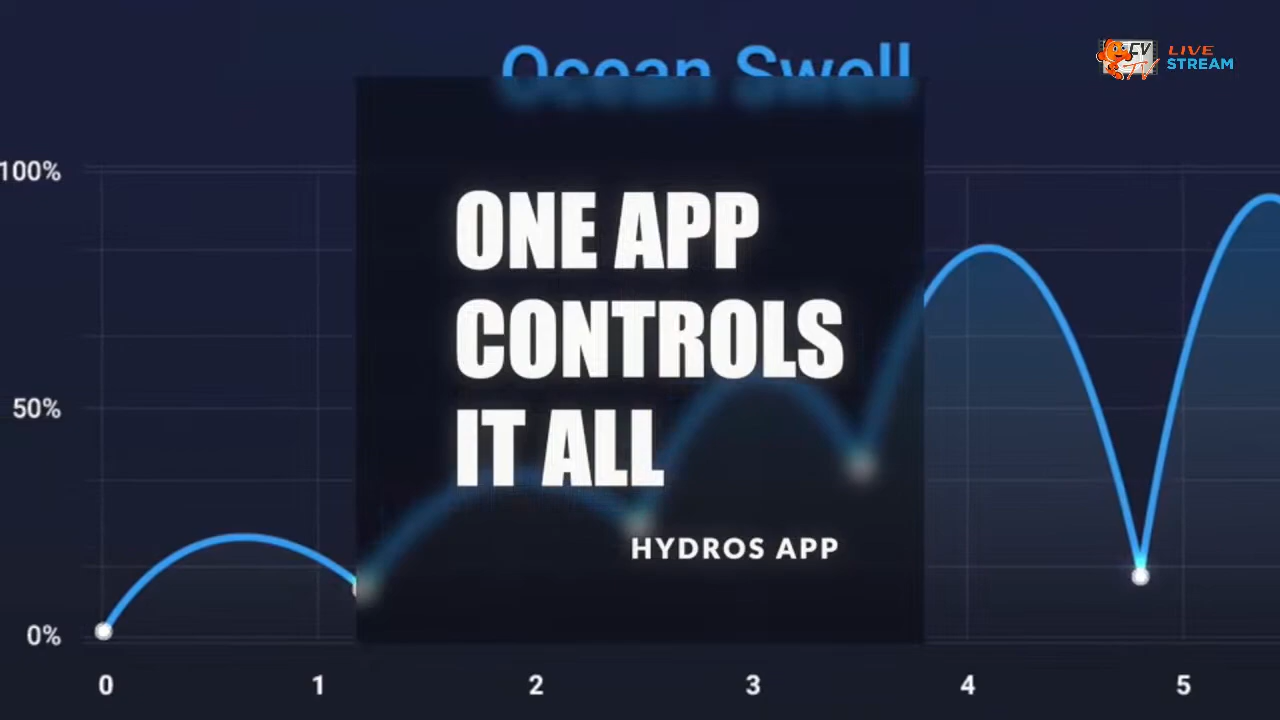 Ocean Swell
LIVE
STREAM
100%
50%
0%
ONE APP
CONTROLS
IT ALL
HYDROS APP
0 1 2 3 4 5